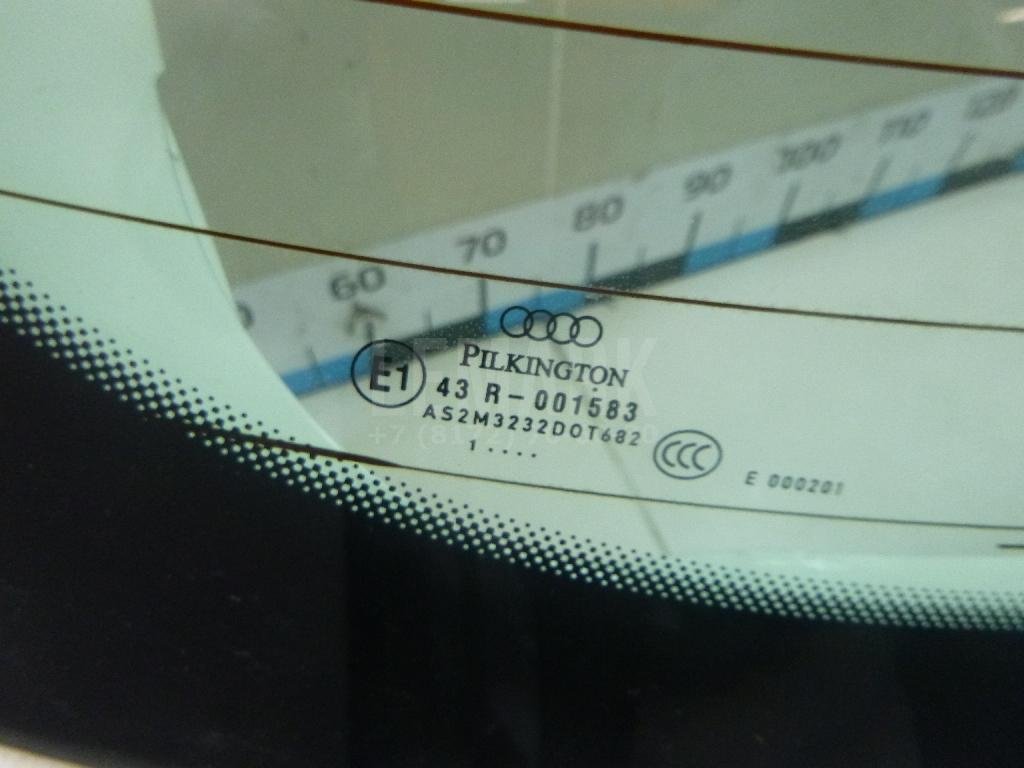 60 70 80 90 100 110 120
PILKINGTON
E1 43 R-001583
AS2M3232DOT682
1 ....
CCC E 000201